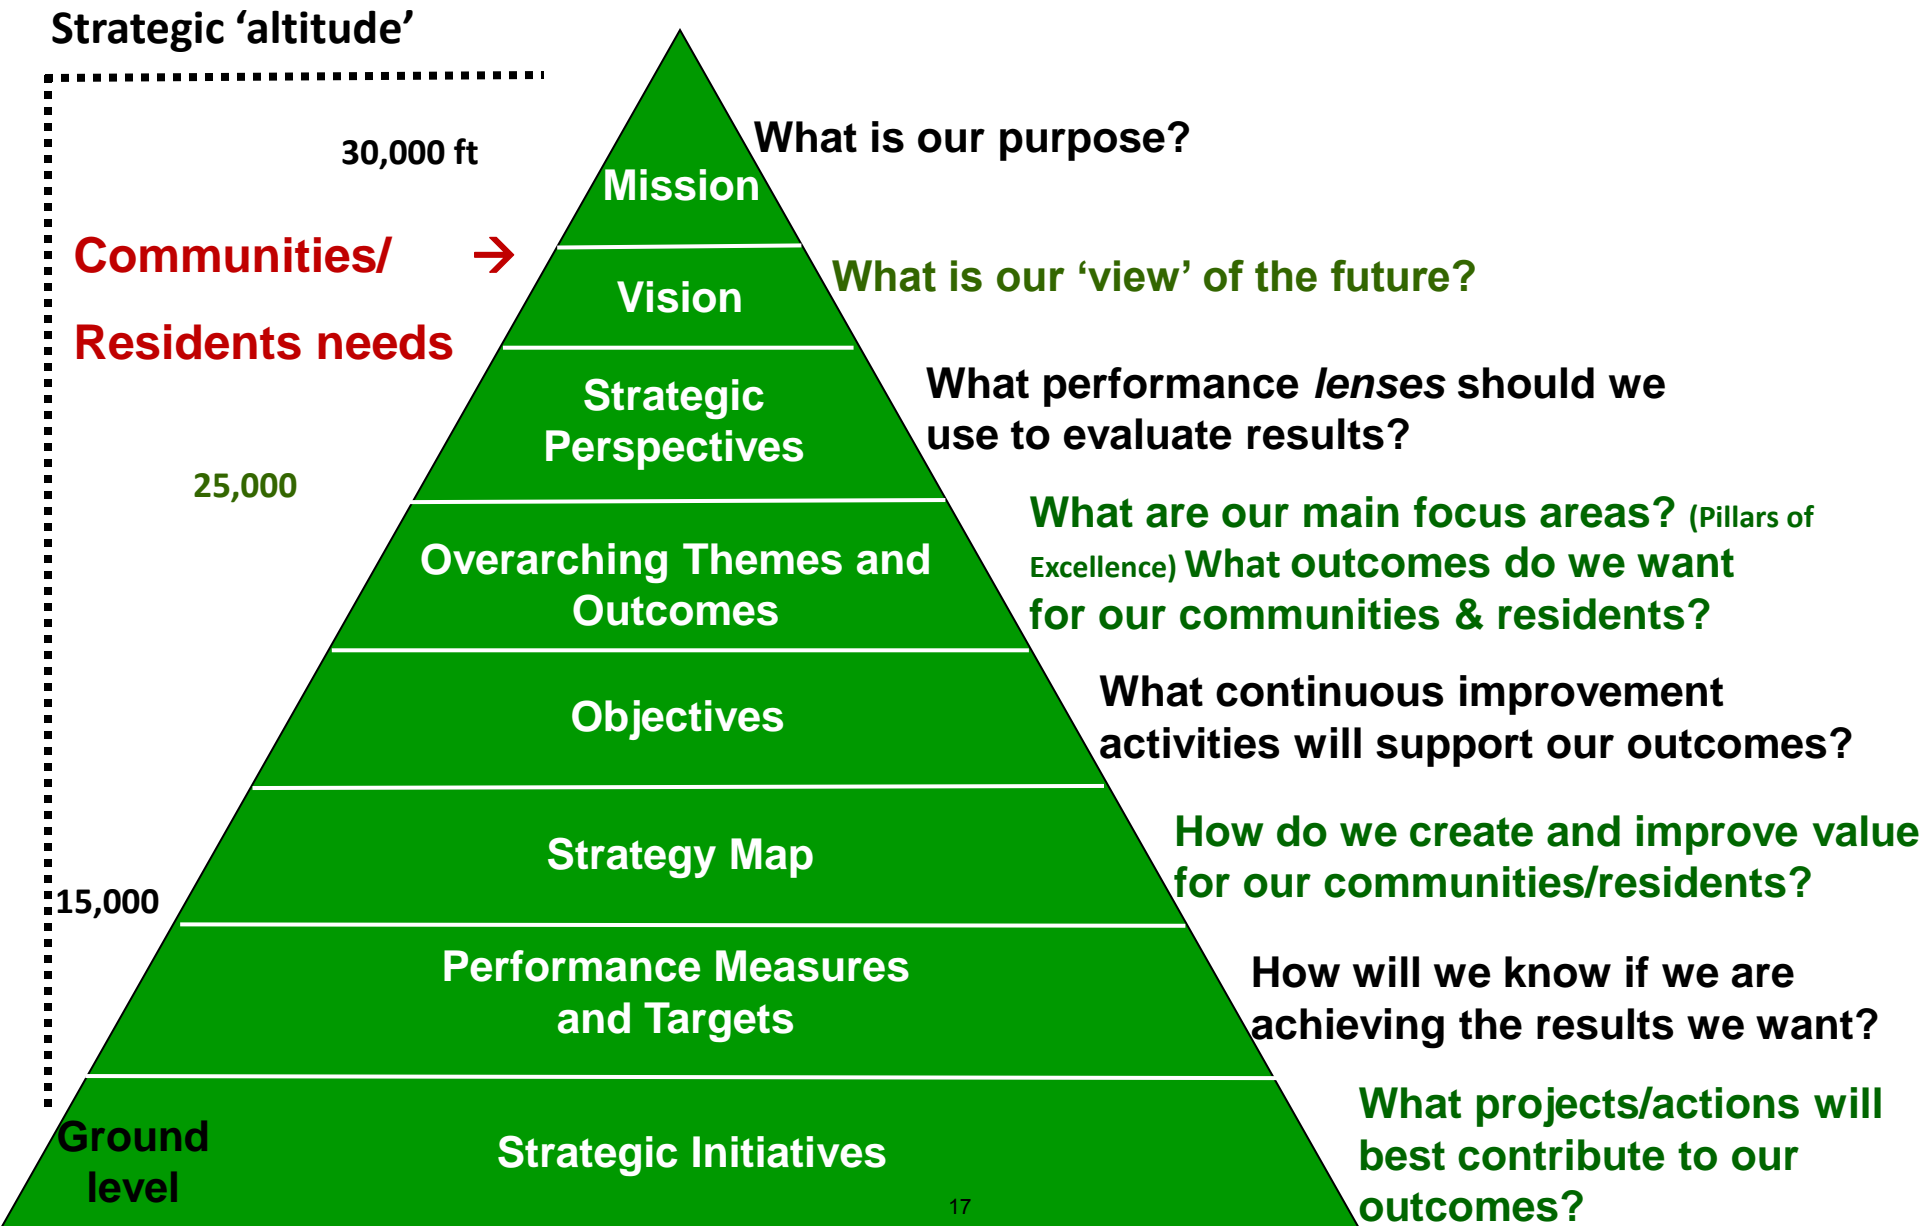 Strategic ‘altitude’
30,000 ft
What is our purpose?
Mission
Communities/ →
Residents needs
Vision
What is our ‘view’ of the future?
Strategic
Perspectives
What performance lenses should we
use to evaluate results?
25,000
Overarching Themes and
Outcomes
What are our main focus areas? (Pillars of
Excellence) What outcomes do we want
for our communities & residents?
Objectives
What continuous improvement
activities will support our outcomes?
Strategy Map
How do we create and improve value
for our communities/residents?
15,000
Performance Measures
and Targets
How will we know if we are
achieving the results we want?
Ground
level
Strategic Initiatives
What projects/actions will
best contribute to our
outcomes?
17